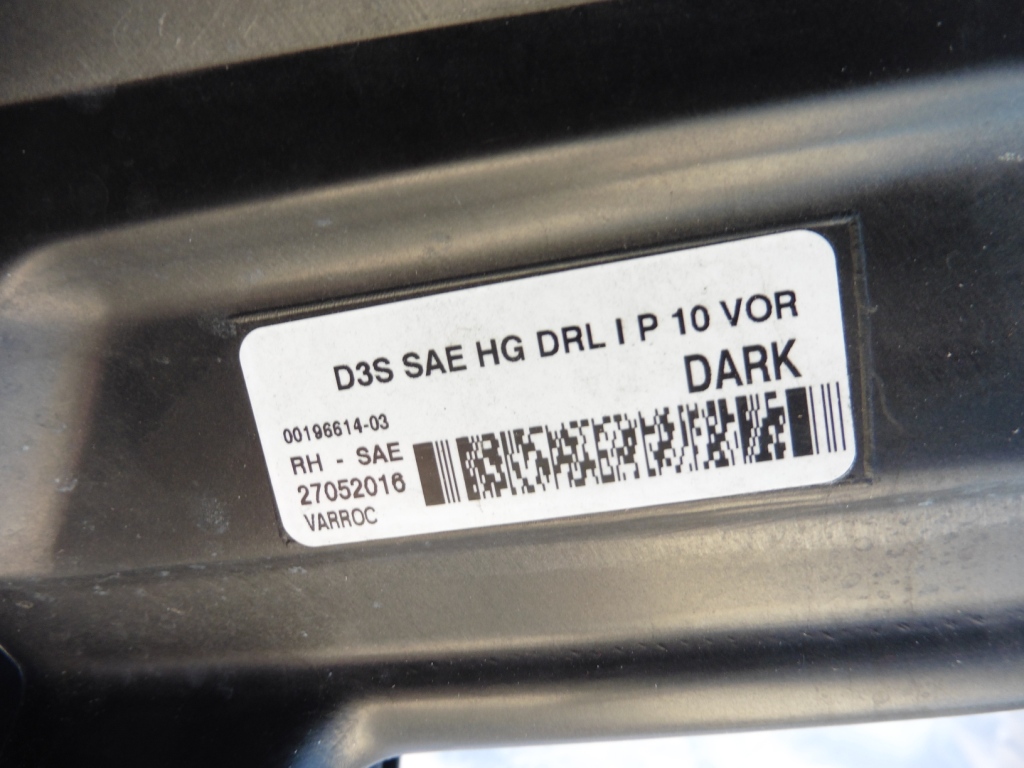 D3S SAE HG DRL I P 10 VOR
DARK
00196614-03
RH - SAE
27052016
VARROC